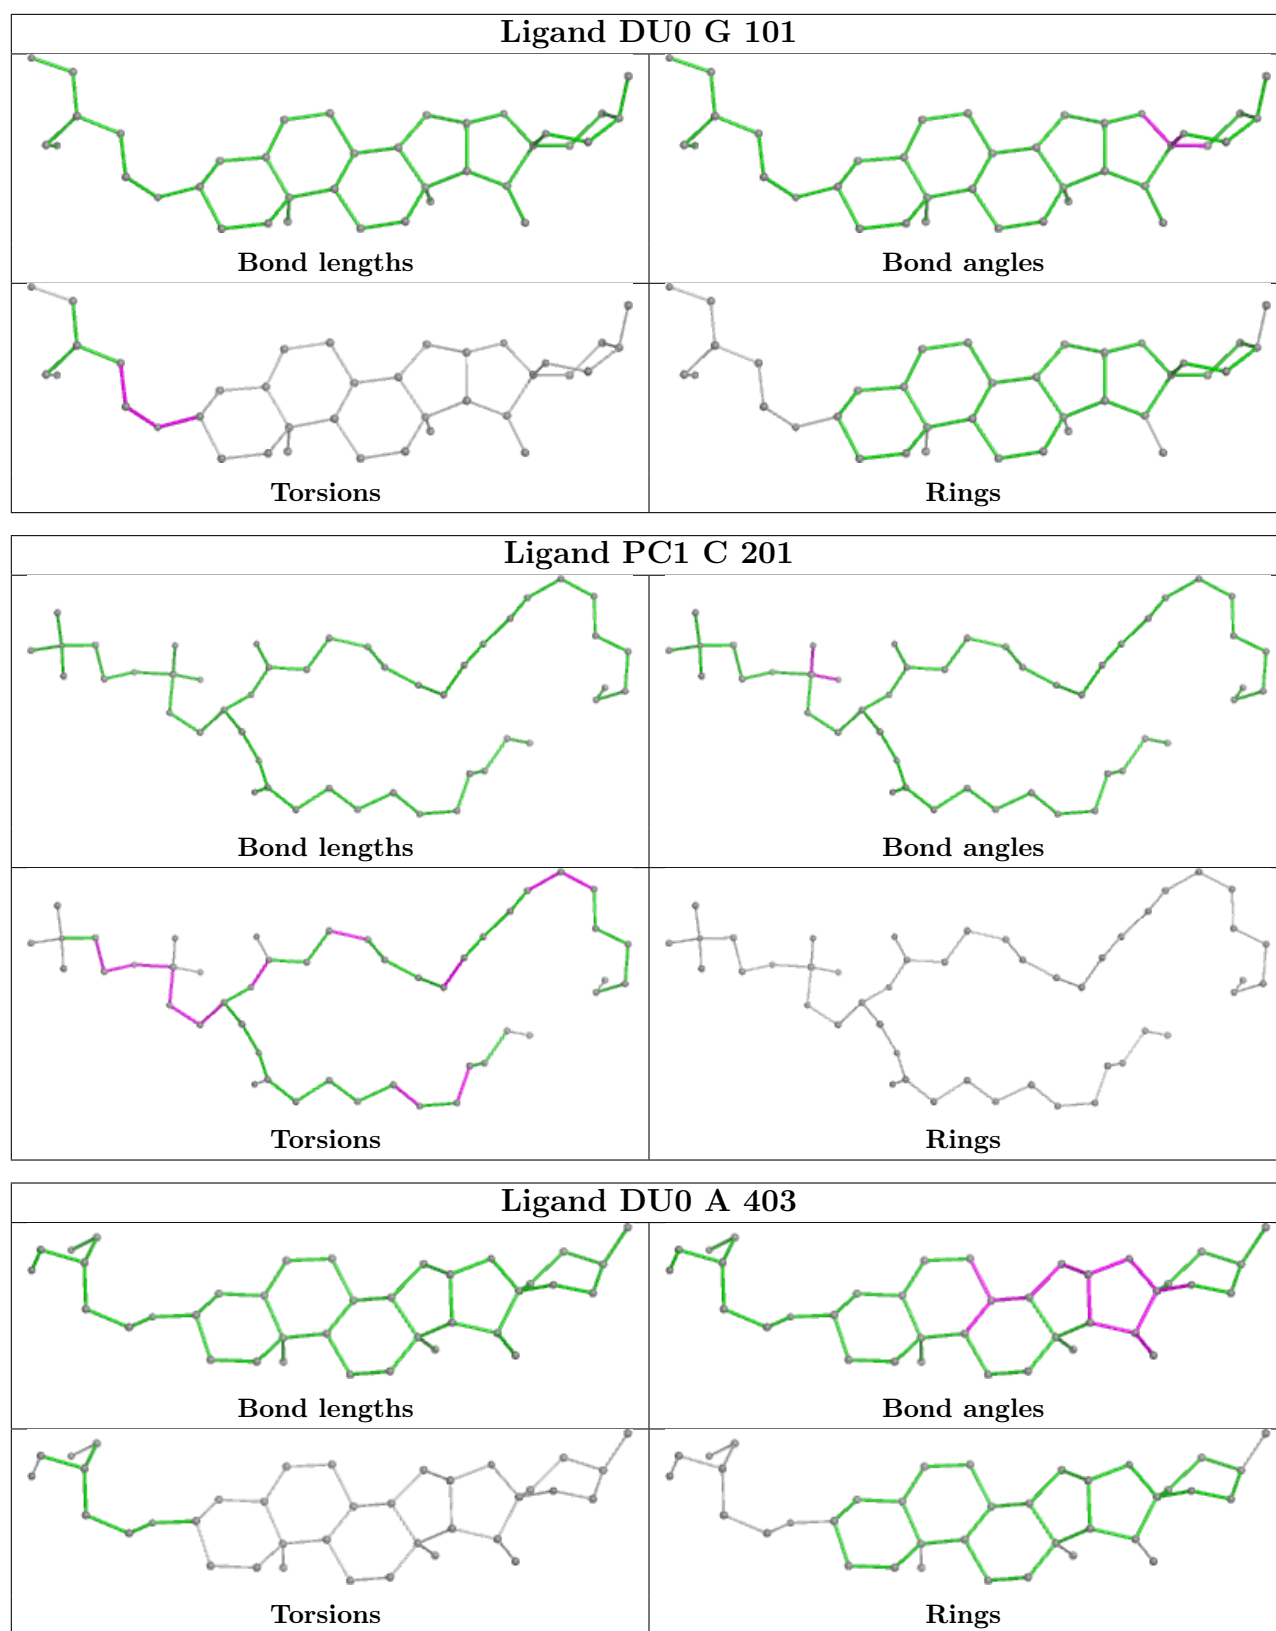 Ligand DU0 G 101
Bond lengths
Bond angles
Torsions
Rings
Ligand PC1 C 201
Bond lengths
Bond angles
Torsions
Rings
Ligand DU0 A 403
Bond lengths
Bond angles
Torsions
Rings